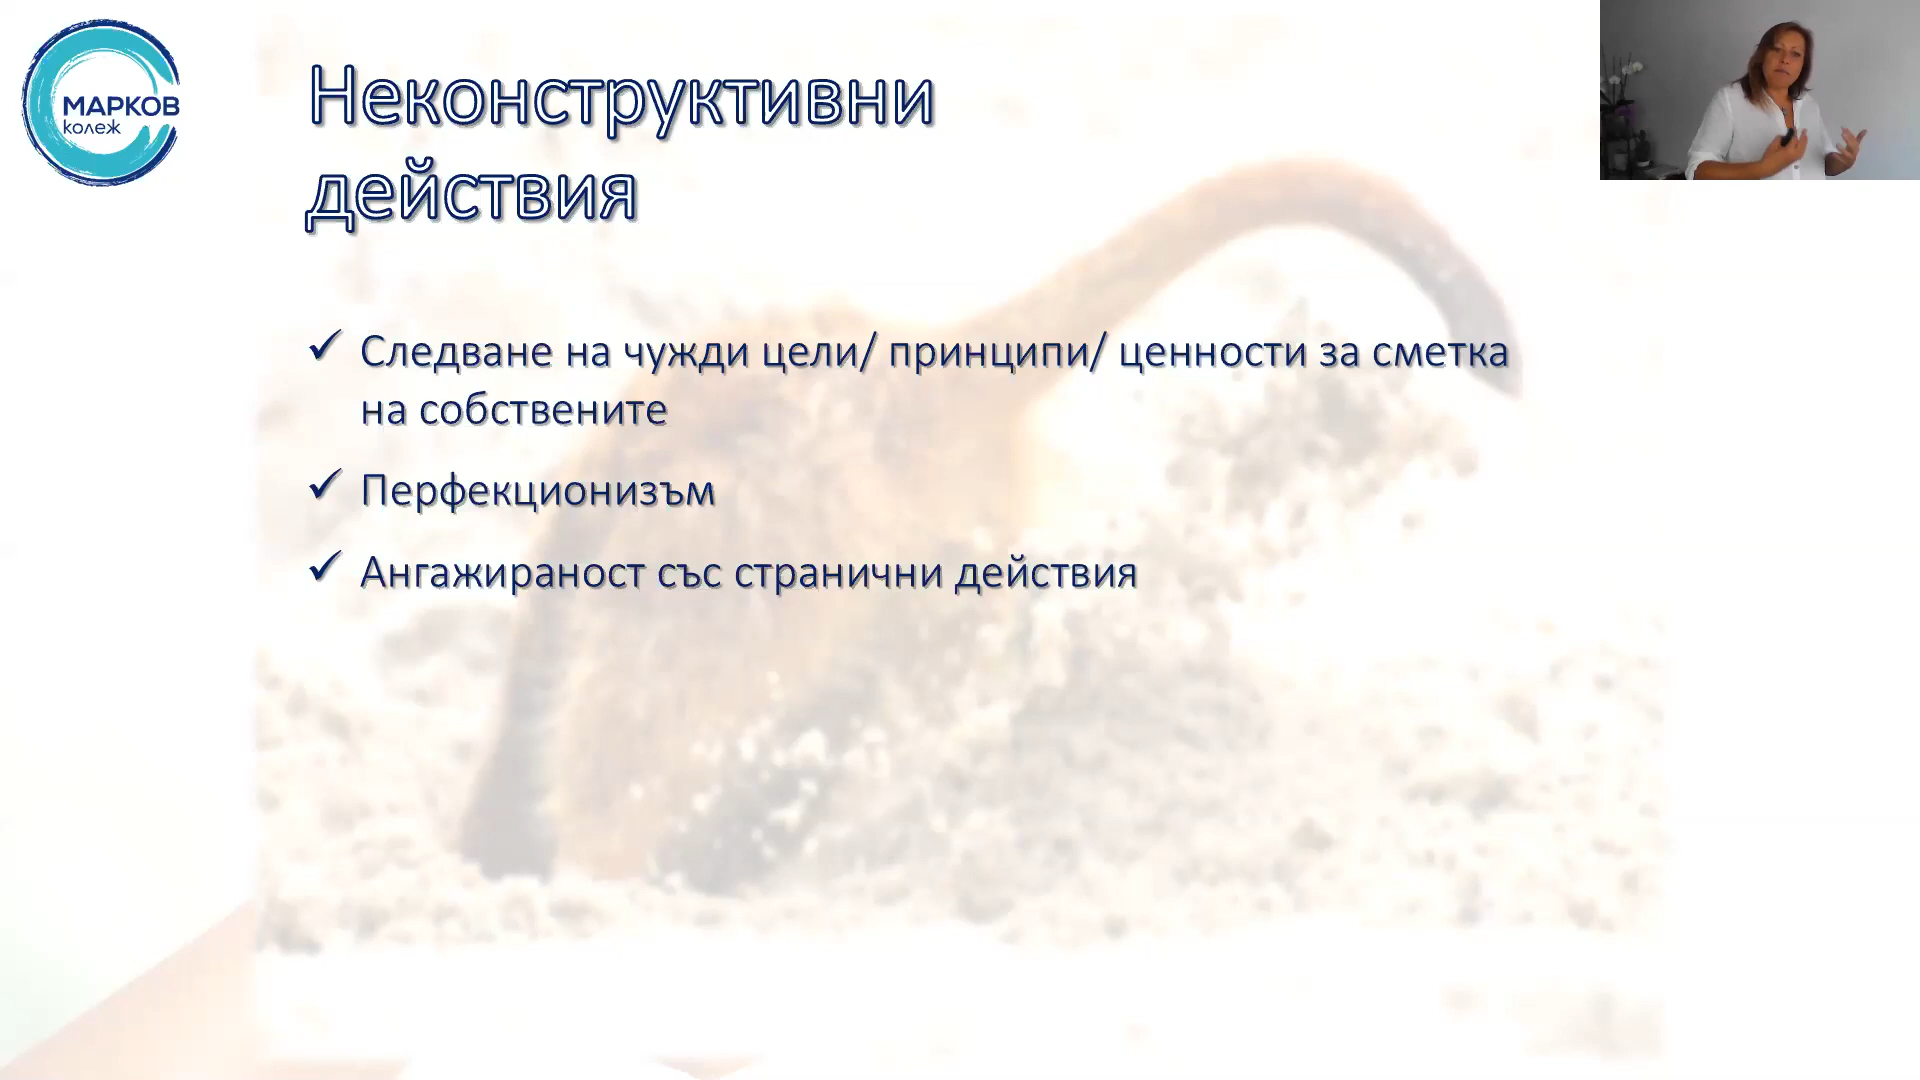 МАРКОВ
колеж
Неконструктивни
действия
✓ Следване на чужди цели/ принципи/ ценности за сметка
на собствените
✓ Перфекционизъм
✓ Ангажираност със странични действия